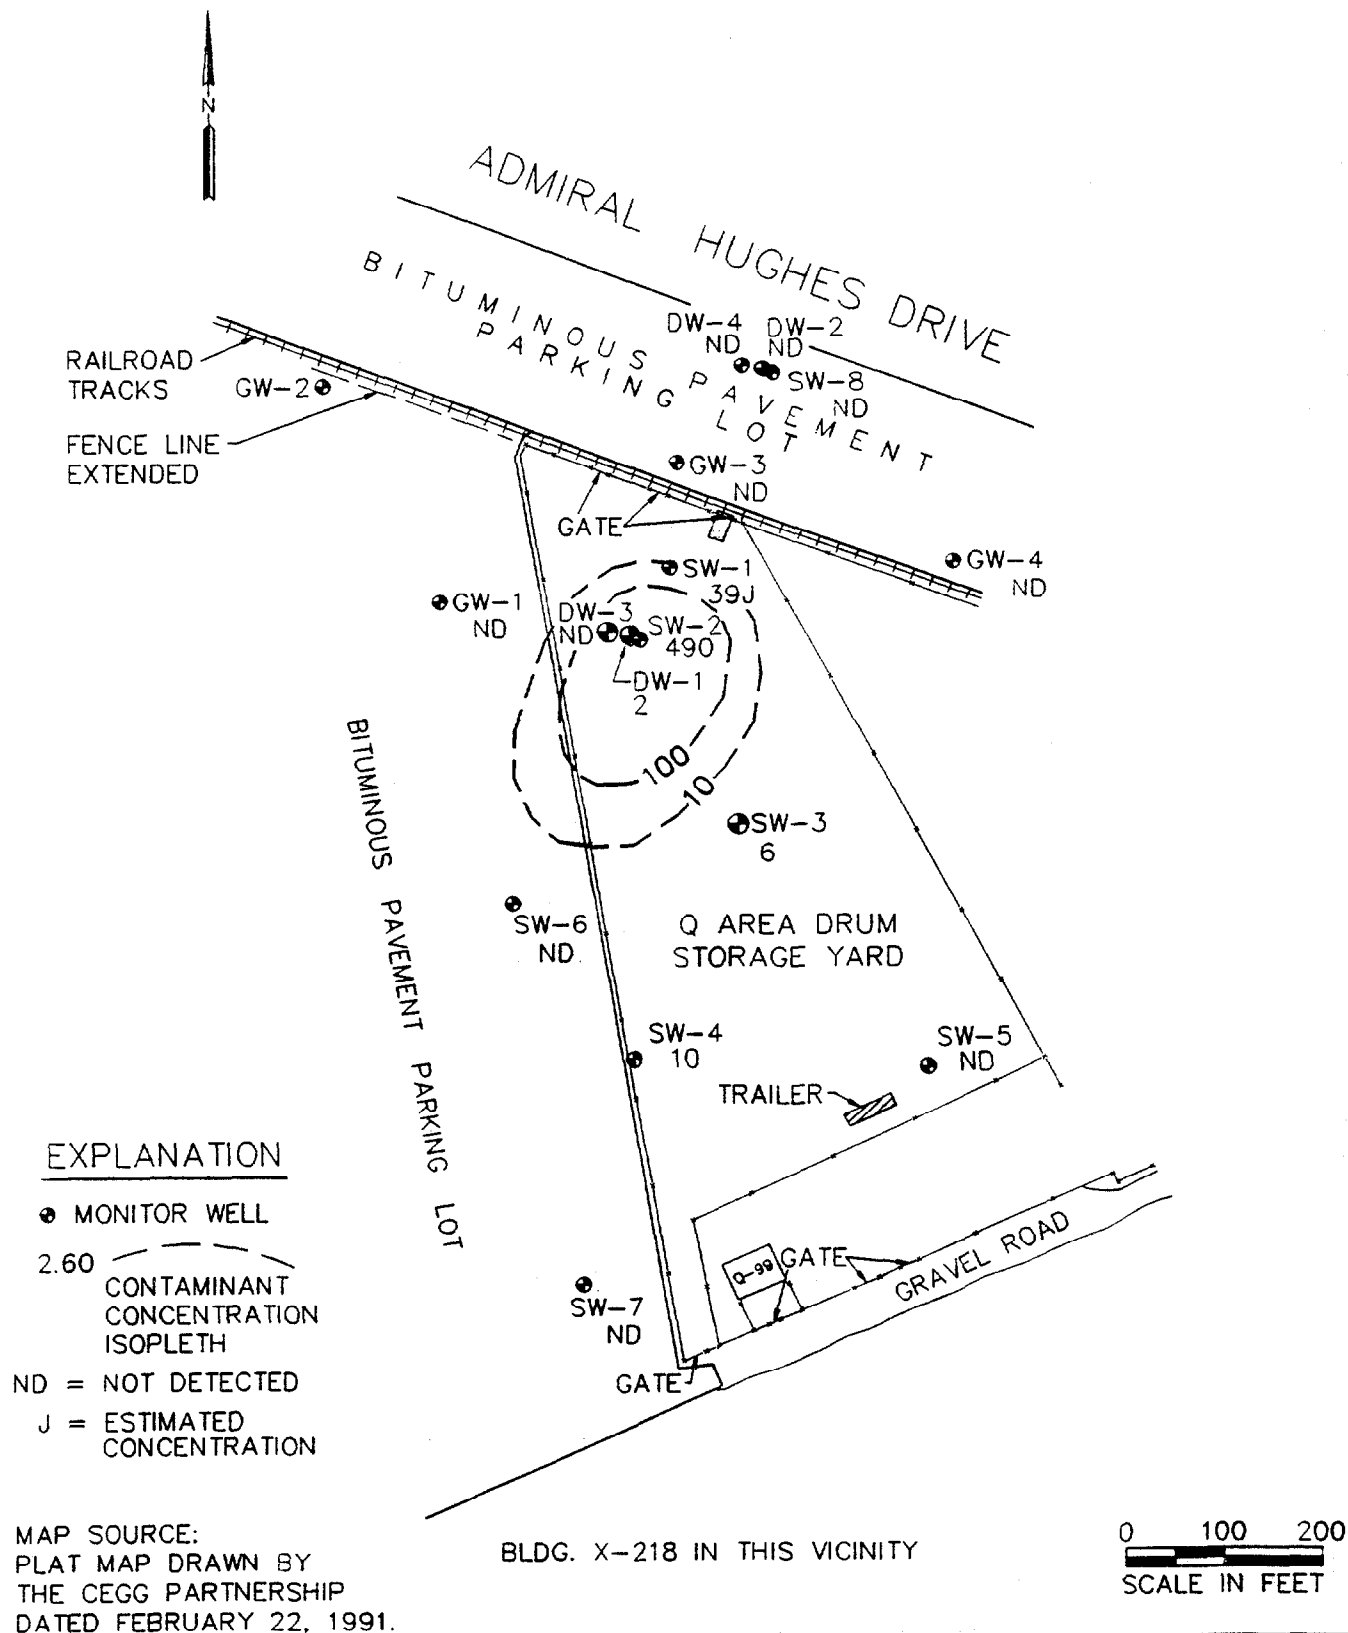 N
ADMIRAL HUGHES DRIVE
BITUMINOUS PAVEMENT
PARKING LOT
DW-4
ND
DW-2
ND
SW-8
ND
RAILROAD
TRACKS
GW-2
FENCE LINE
EXTENDED
GW-3
ND
GATE
GW-4
ND
SW-1
39J
GW-1
ND
DW-3
ND
SW-2
490
DW-1
2
100
10
SW-3
6
BITUMINOUS PAVEMENT PARKING LOT
SW-6
ND
Q AREA DRUM
STORAGE YARD
SW-4
10
SW-5
ND
TRAILER
EXPLANATION
MONITOR WELL
2.60
CONTAMINANT
CONCENTRATION
ISOPLETH
ND = NOT DETECTED
J = ESTIMATED
CONCENTRATION
Q-99
GATE
GRAVEL ROAD
SW-7
ND
GATE
MAP SOURCE:
PLAT MAP DRAWN BY
THE CEGG PARTNERSHIP
DATED FEBRUARY 22, 1991.
BLDG. X-218 IN THIS VICINITY
0 100 200
SCALE IN FEET